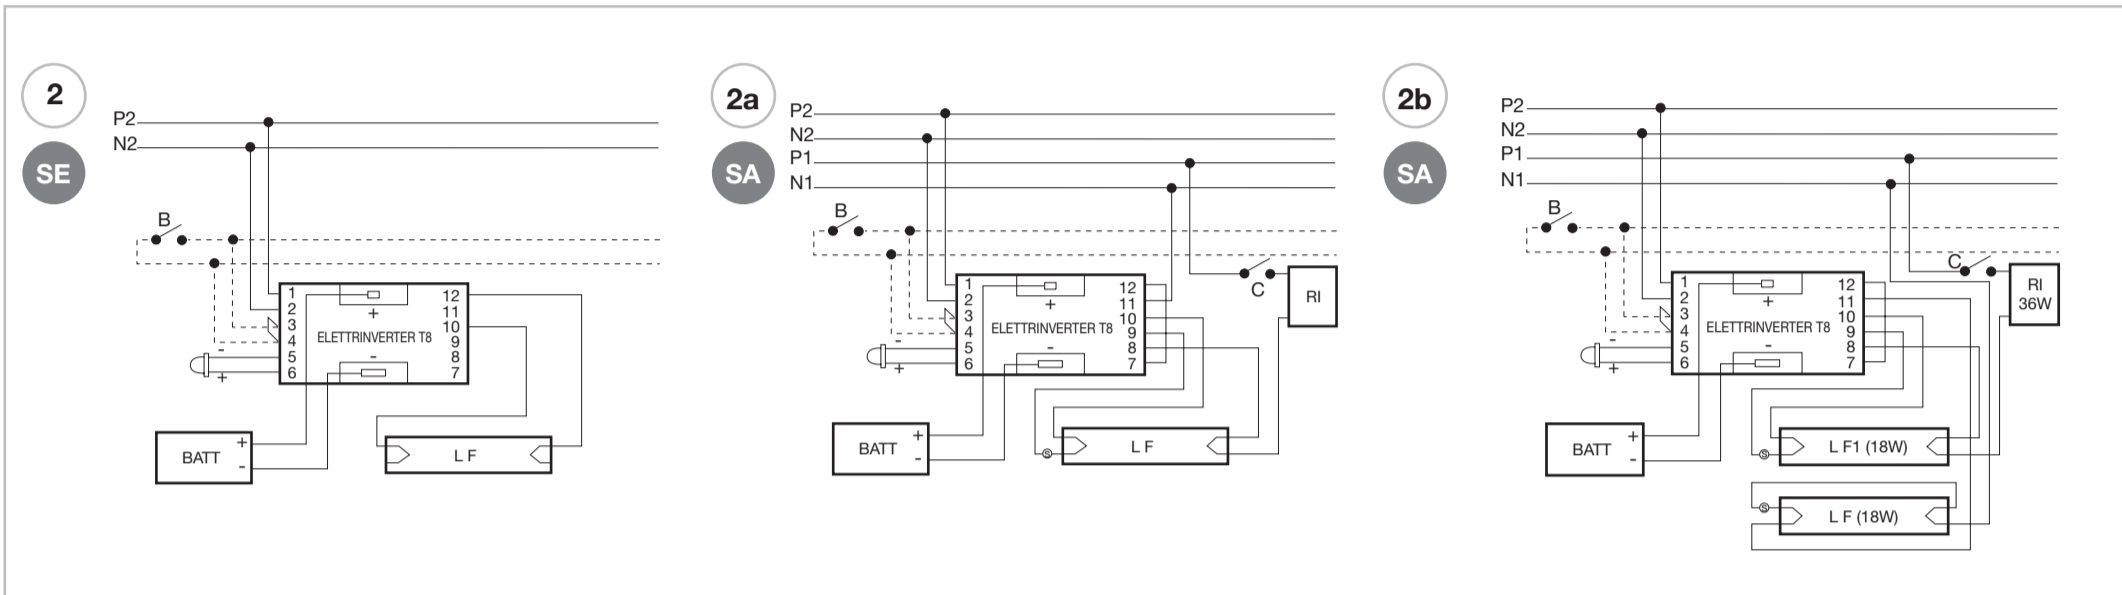 2
SE
P2
N2
B
1
2
3
4
5
6
-
+
+
ELETTRINVERTER T8
-
12
11
10
9
8
7
BATT
+
-
L F
2a
SA
P2
N2
P1
N1
B
C
RI
1
2
3
4
5
6
-
+
+
ELETTRINVERTER T8
-
12
11
10
9
8
7
BATT
+
-
S
L F
2b
SA
P2
N2
P1
N1
B
C
RI
36W
1
2
3
4
5
6
-
+
+
ELETTRINVERTER T8
-
12
11
10
9
8
7
BATT
+
-
S
L F1 (18W)
S
L F (18W)